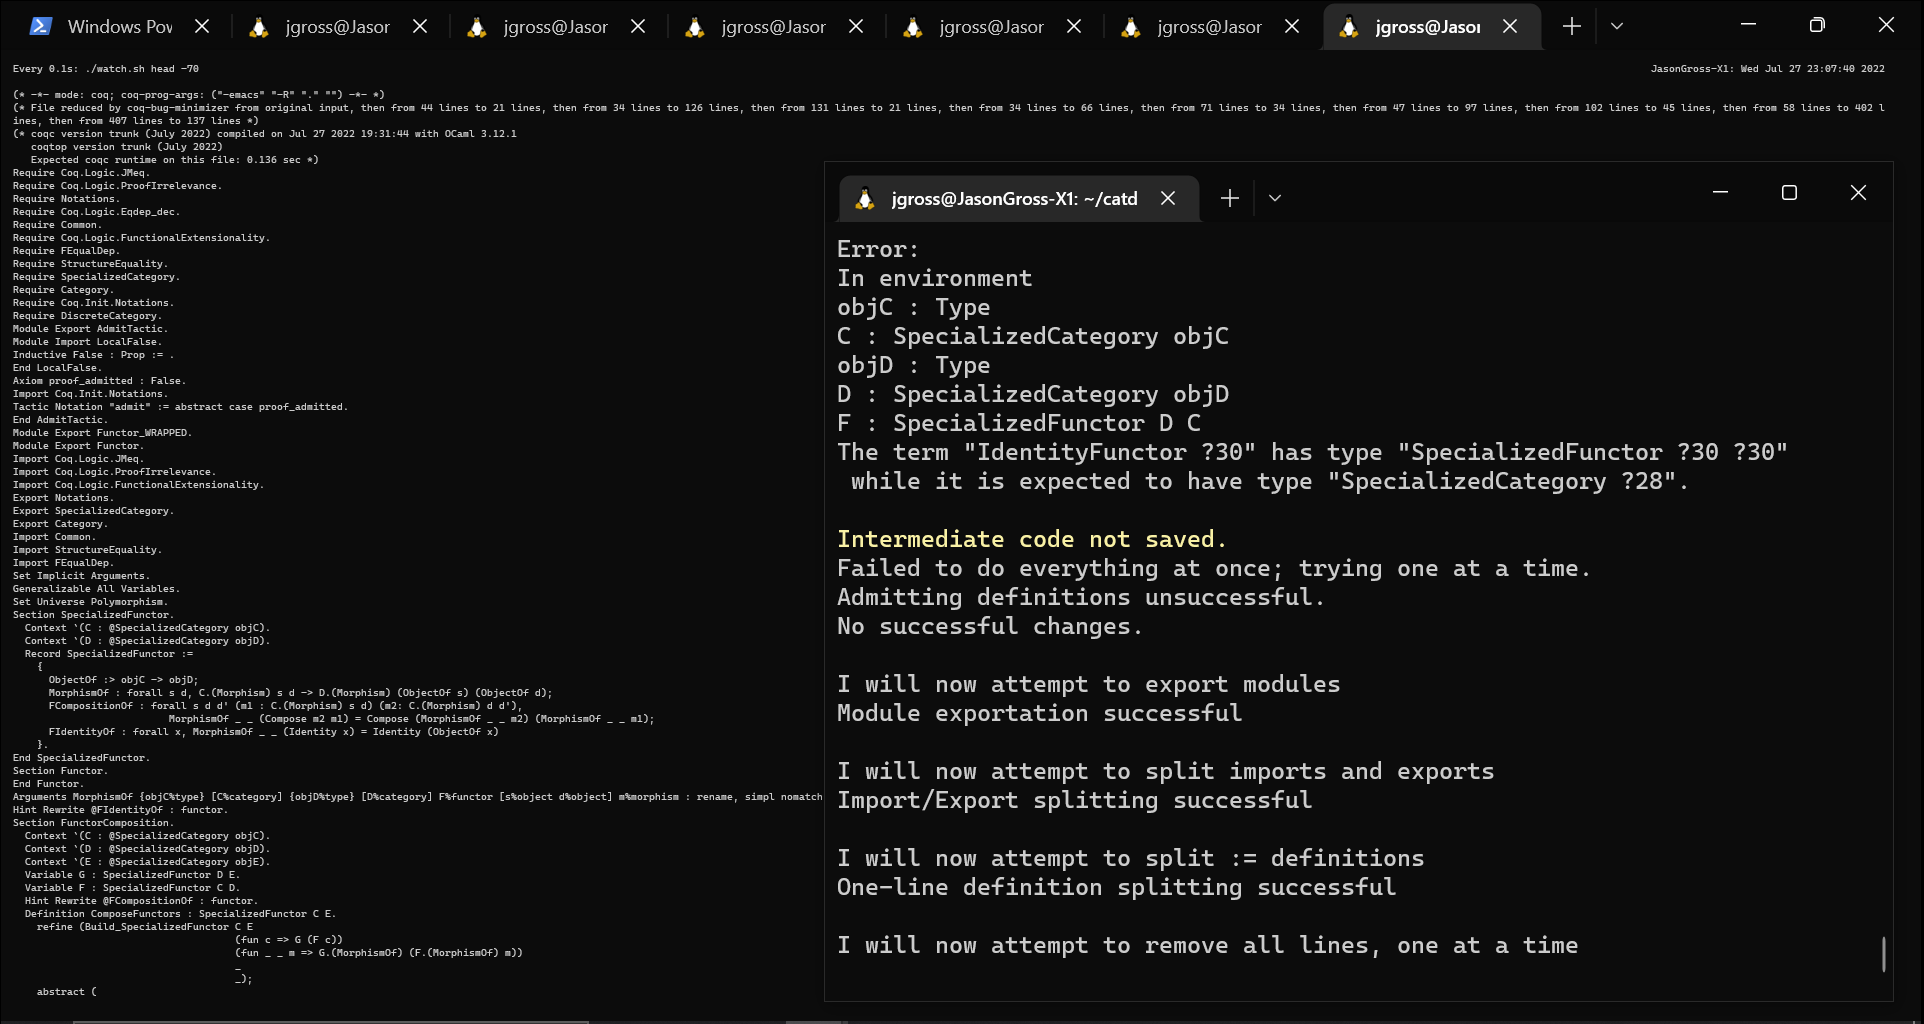 Windows Pov
jgross@Jasor
jgross@Jasor
jgross@Jasor
jgross@Jasor
jgross@Jasor
jgross@Jasor
Every 0.1s: ./watch.sh head -70
JasonGross-X1: Wed Jul 27 23:07:40 2022
(* -*- mode: coq; coq-prog-args: ("-emacs" "-R" "." "") -*- *)
(* File reduced by coq-bug-minimizer from original input, then from 44 lines to 21 lines, then from 34 lines to 126 lines, then from 131 lines to 21 lines, then from 34 lines to 66 lines, then from 71 lines to 34 lines, then from 47 lines to 97 lines, then from 102 lines to 45 lines, then from 58 lines to 402 l
ines, then from 407 lines to 137 lines *)
(* coqc version trunk (July 2022) compiled on Jul 27 2022 19:31:44 with OCaml 3.12.1
   coqtop version trunk (July 2022)
   Expected coqc runtime on this file: 0.136 sec *)
Require Coq.Logic.JMeq.
Require Coq.Logic.ProofIrrelevance.
Require Notations.
Require Coq.Logic.Eqdep_dec.
Require Common.
Require Coq.Logic.FunctionalExtensionality.
Require FEqualDep.
Require StructureEquality.
Require SpecializedCategory.
Require Category.
Require Coq.Init.Notations.
Require DiscreteCategory.
Module Export AdmitTactic.
Module Import LocalFalse.
Inductive False : Prop := .
End LocalFalse.
Axiom proof_admitted : False.
Import Coq.Init.Notations.
Tactic Notation "admit" := abstract case proof_admitted.
End AdmitTactic.
Module Export Functor_WRAPPED.
Module Export Functor.
Import Coq.Logic.JMeq.
Import Coq.Logic.ProofIrrelevance.
Import Coq.Logic.FunctionalExtensionality.
Export Notations.
Export SpecializedCategory.
Export Category.
Import Common.
Import StructureEquality.
Import FEqualDep.
Set Implicit Arguments.
Generalizable All Variables.
Set Universe Polymorphism.
Section SpecializedFunctor.
  Context `(C : @SpecializedCategory objC).
  Context `(D : @SpecializedCategory objD).
  Record SpecializedFunctor :=
    {
      ObjectOf :> objC -> objD;
      MorphismOf : forall s d, C.(Morphism) s d -> D.(Morphism) (ObjectOf s) (ObjectOf d);
      FCompositionOf : forall s d d' (m1 : C.(Morphism) s d) (m2: C.(Morphism) d d'),
                          MorphismOf _ _ (Compose m2 m1) = Compose (MorphismOf _ _ m2) (MorphismOf _ _ m1);
      FIdentityOf : forall x, MorphismOf _ _ (Identity x) = Identity (ObjectOf x)
    }.
End SpecializedFunctor.
Section Functor.
End Functor.
Arguments MorphismOf {objC%type} [C%category] {objD%type} [D%category] F%functor [s%object d%object] m%morphism : rename, simpl nomatch
Hint Rewrite @FIdentityOf : functor.
Section FunctorComposition.
  Context `(C : @SpecializedCategory objC).
  Context `(D : @SpecializedCategory objD).
  Context `(E : @SpecializedCategory objE).
  Variable G : SpecializedFunctor D E.
  Variable F : SpecializedFunctor C D.
  Hint Rewrite @FCompositionOf : functor.
  Definition ComposeFunctors : SpecializedFunctor C E.
    refine (Build_SpecializedFunctor C E
                                     (fun c => G (F c))
                                     (fun _ _ m => G.(MorphismOf) (F.(MorphismOf) m))
                                     _
                                     _);
    abstract (
jgross@JasonGross-X1: ~/catd
Error:
In environment
objC : Type
C : SpecializedCategory objC
objD : Type
D : SpecializedCategory objD
F : SpecializedFunctor D C
The term "IdentityFunctor ?30" has type "SpecializedFunctor ?30 ?30"
 while it is expected to have type "SpecializedCategory ?28".
Intermediate code not saved.
Failed to do everything at once; trying one at a time.
Admitting definitions unsuccessful.
No successful changes.
I will now attempt to export modules
Module exportation successful
I will now attempt to split imports and exports
Import/Export splitting successful
I will now attempt to split := definitions
One-line definition splitting successful
I will now attempt to remove all lines, one at a time